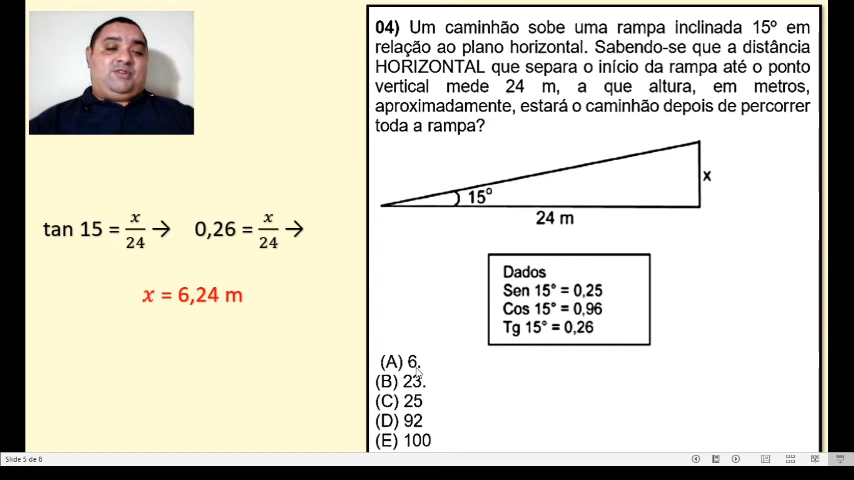 04) Um caminhão sobe uma rampa inclinada 15º em
relação ao plano horizontal. Sabendo-se que a distância
HORIZONTAL que separa o início da rampa até o ponto
vertical mede 24 m, a que altura, em metros,
aproximadamente, estará o caminhão depois de percorrer
toda a rampa?
x
15º
24 m
tan 15 = x/24 → 0,26 = x/24 →
x = 6,24 m
Dados
Sen 15° = 0,25
Cos 15° = 0,96
Tg 15° = 0,26
(A) 6.
(B) 23.
(C) 25
(D) 92
(E) 100
Slide 5 de 8